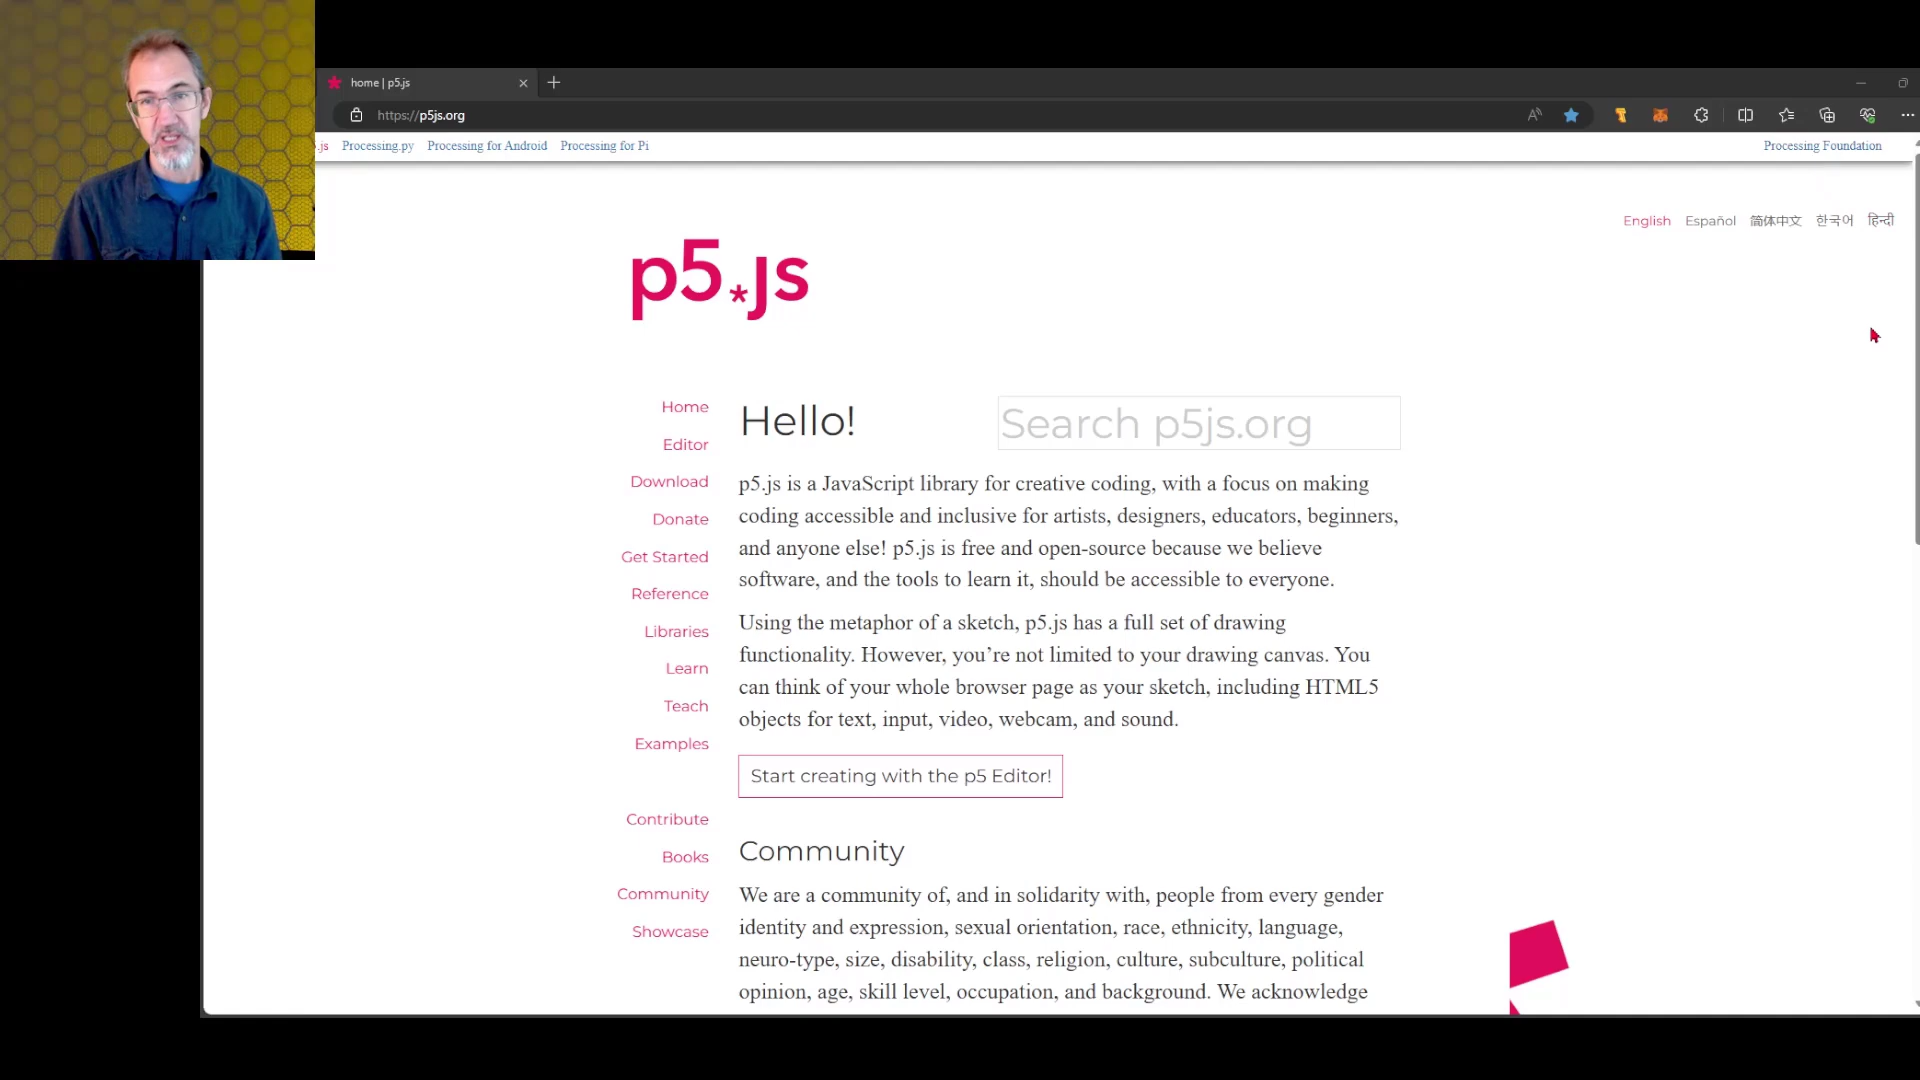 home | p5.js
https://p5js.org
.js Processing.py Processing for Android Processing for Pi Processing Foundation
English Español 简体中文 한국어 हिन्दी
p5.js
Home
Editor
Download
Donate
Get Started
Reference
Libraries
Learn
Teach
Examples
Contribute
Books
Community
Showcase
Hello!
Search p5js.org
p5.js is a JavaScript library for creative coding, with a focus on making
coding accessible and inclusive for artists, designers, educators, beginners,
and anyone else! p5.js is free and open-source because we believe
software, and the tools to learn it, should be accessible to everyone.
Using the metaphor of a sketch, p5.js has a full set of drawing
functionality. However, you’re not limited to your drawing canvas. You
can think of your whole browser page as your sketch, including HTML5
objects for text, input, video, webcam, and sound.
Start creating with the p5 Editor!
Community
We are a community of, and in solidarity with, people from every gender
identity and expression, sexual orientation, race, ethnicity, language,
neuro-type, size, disability, class, religion, culture, subculture, political
opinion, age, skill level, occupation, and background. We acknowledge